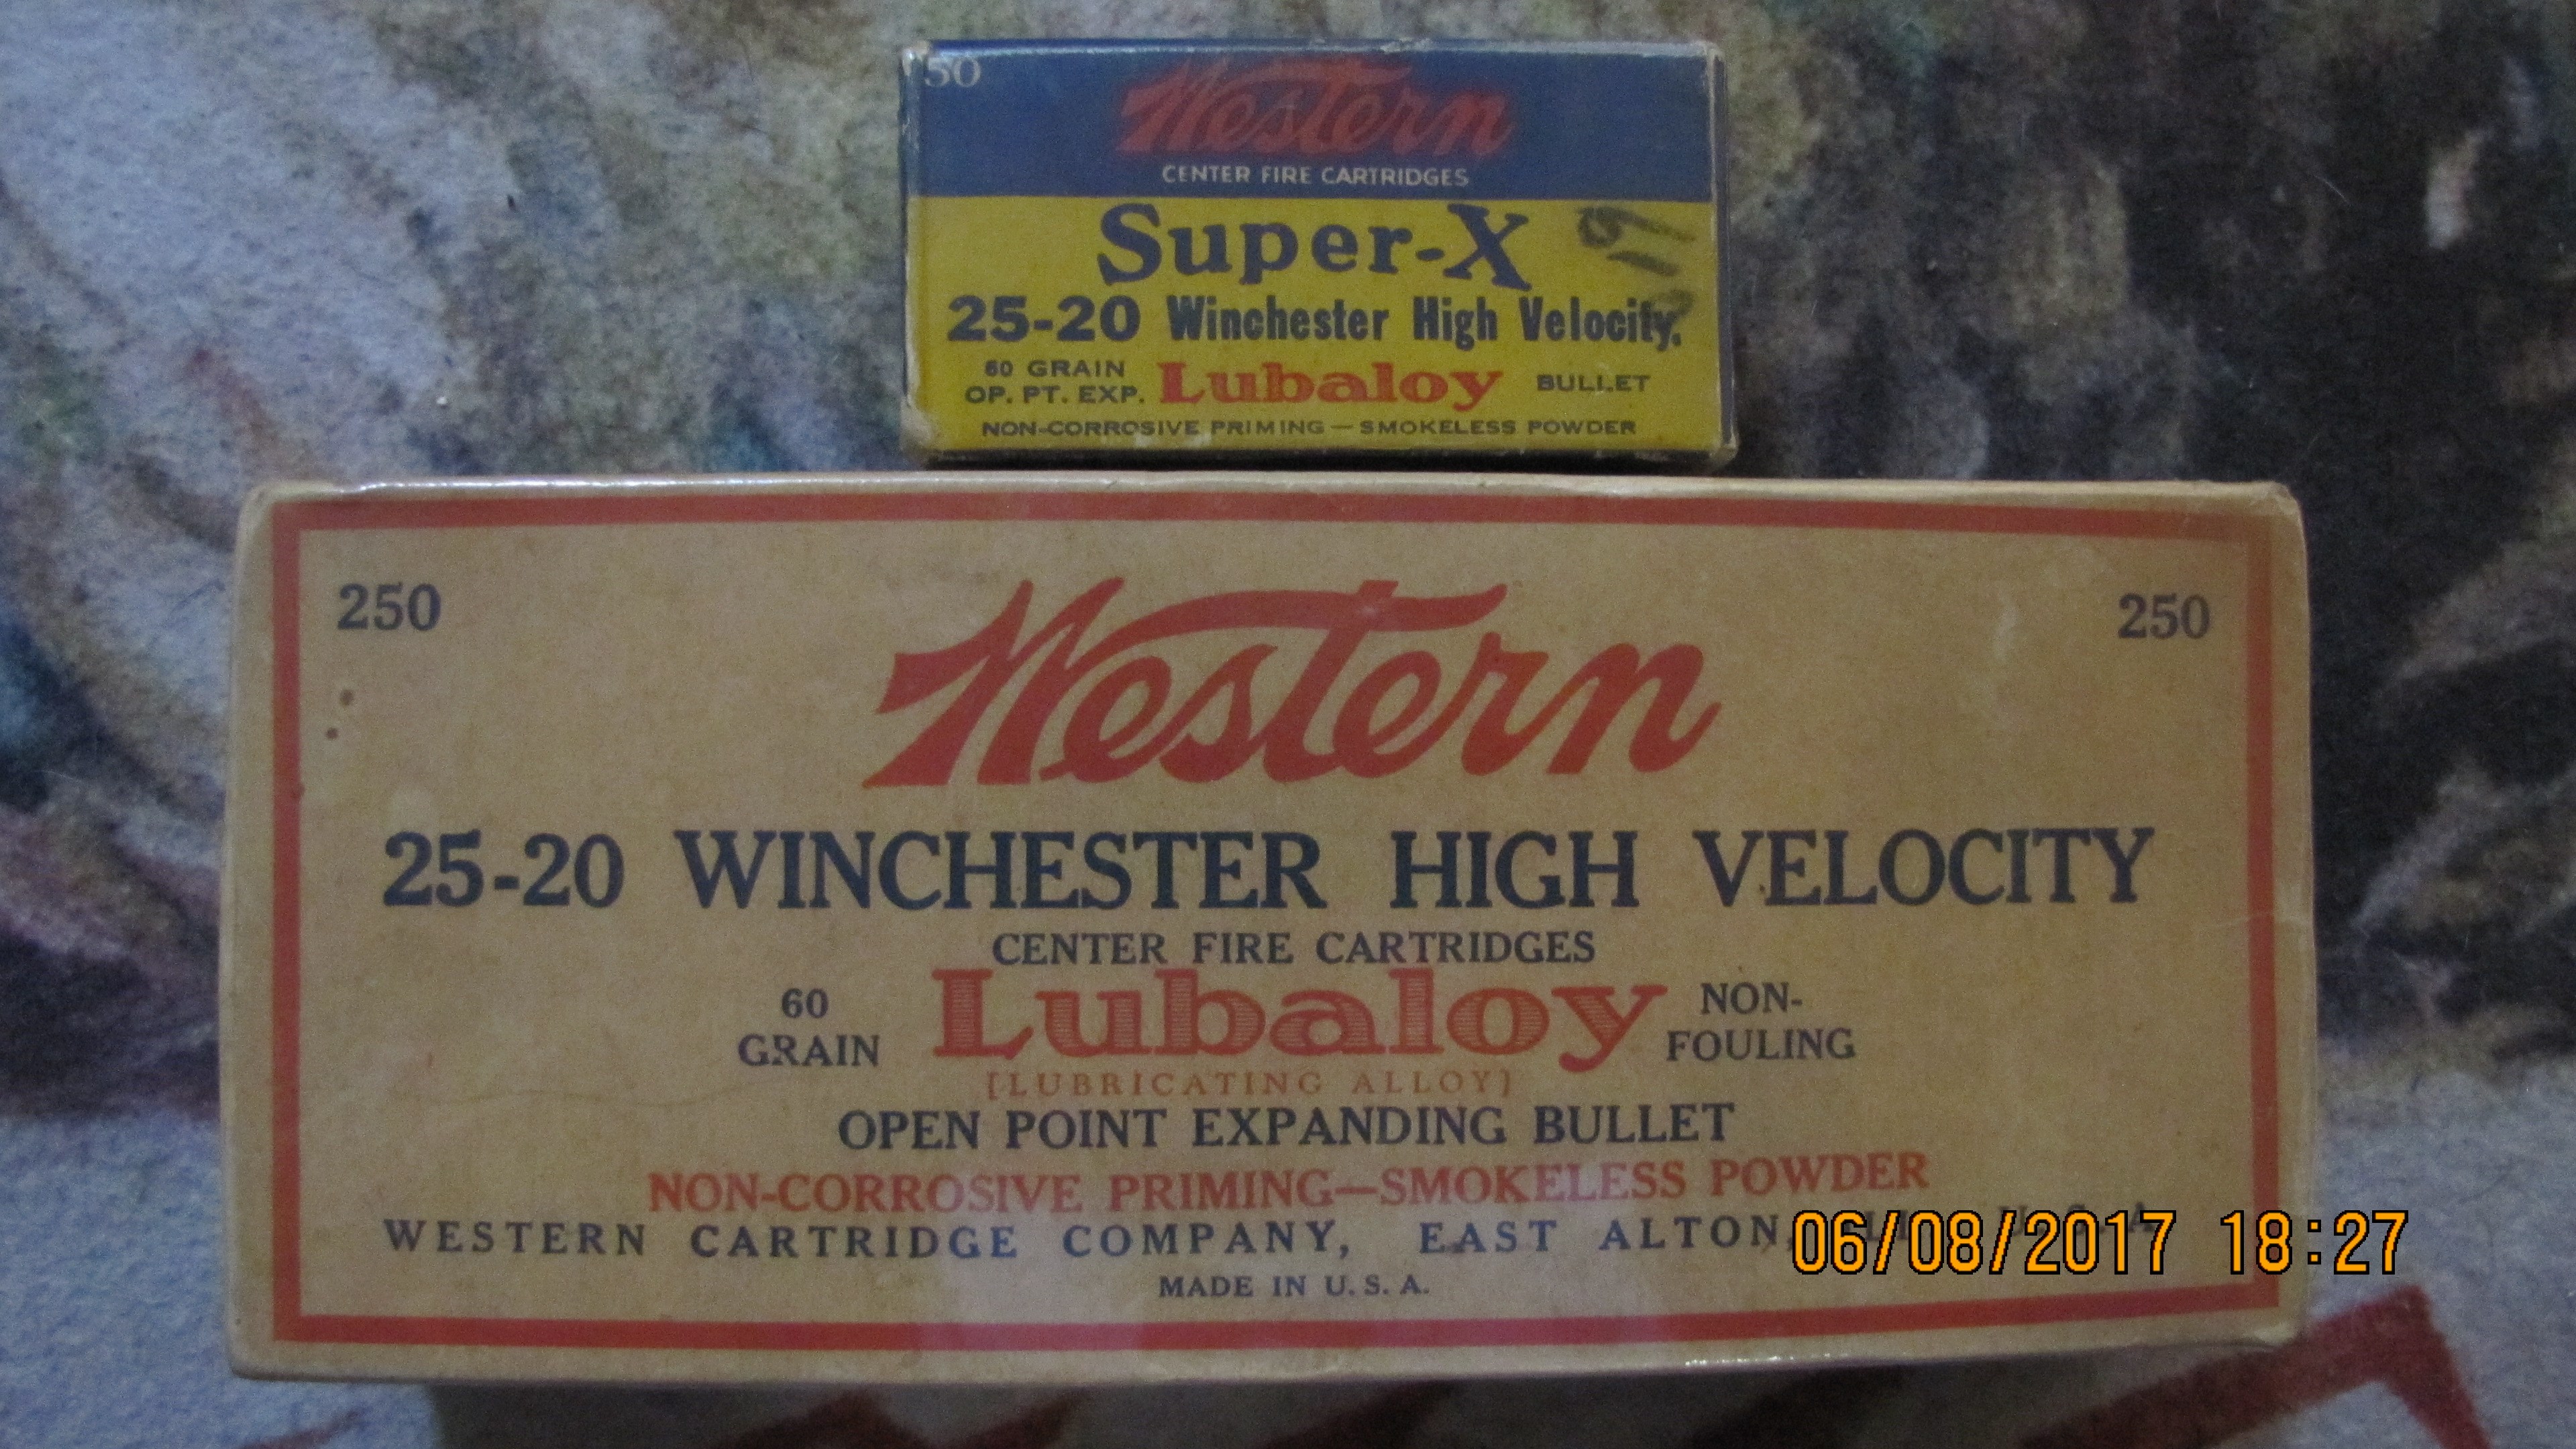 50
Western
CENTER FIRE CARTRIDGES
Super-X
219
25-20 Winchester High Velocity.
60 GRAIN
OP. PT. EXP. Lubaloy BULLET
NON-CORROSIVE PRIMING—SMOKELESS POWDER
250 250
Western
25-20 WINCHESTER HIGH VELOCITY
CENTER FIRE CARTRIDGES
60 GRAIN Lubaloy NON-FOULING
[LUBRICATING ALLOY]
OPEN POINT EXPANDING BULLET
NON-CORROSIVE PRIMING—SMOKELESS POWDER
WESTERN CARTRIDGE COMPANY, EAST ALTON,
06/08/2017 18:27
MADE IN U.S.A.